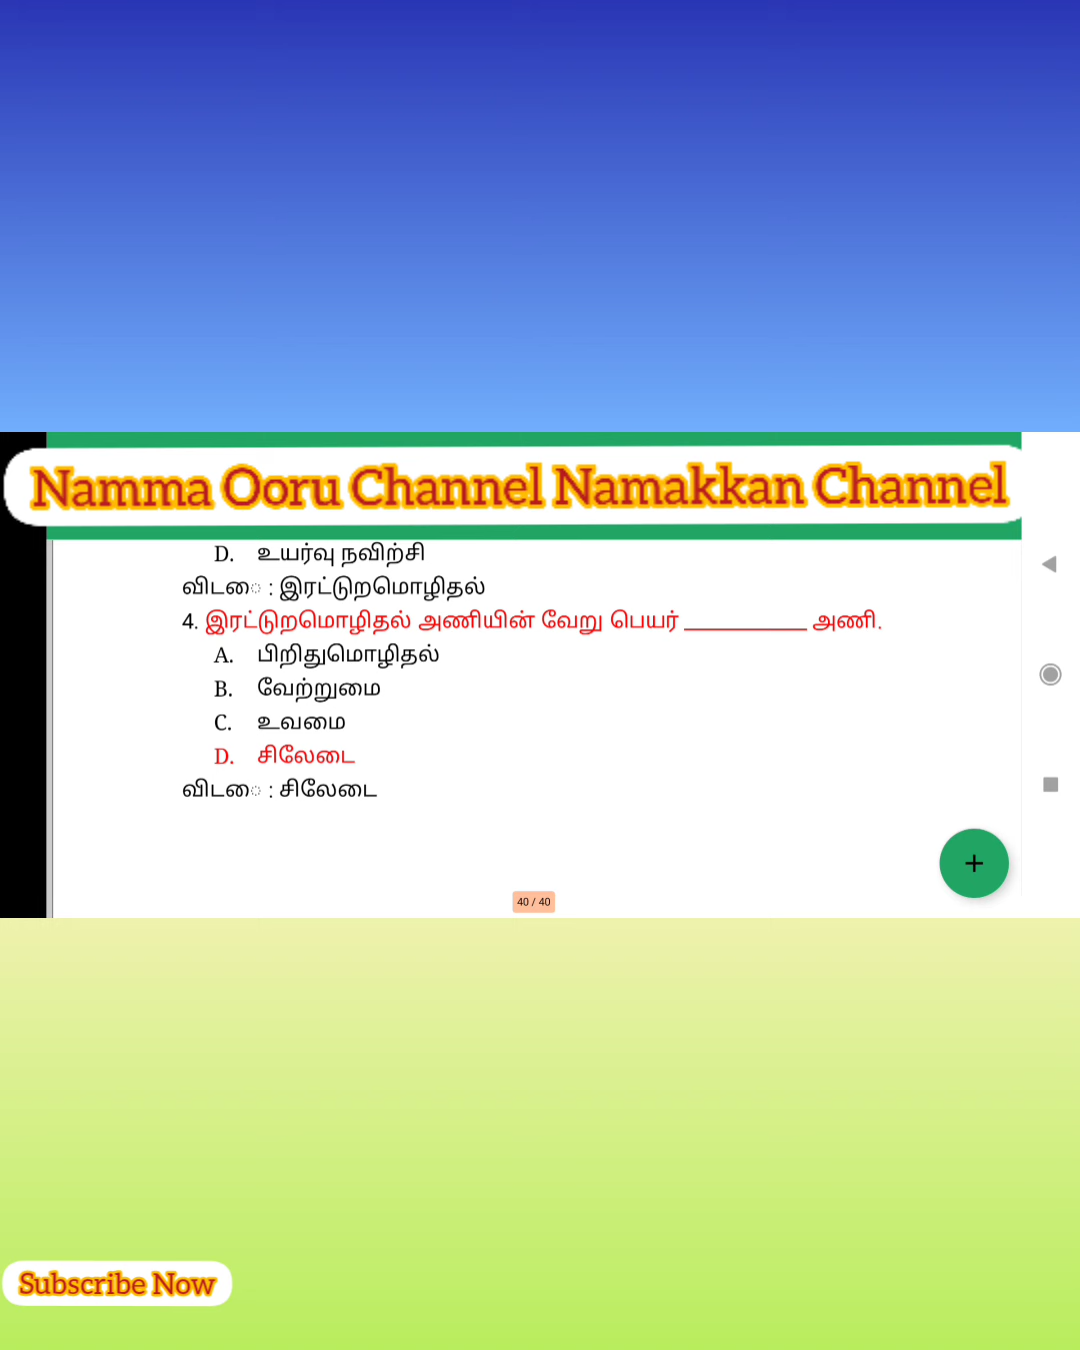 Namma Ooru Channel Namakkan Channel
D. உயர்வு நவிற்சி
விடை : இரட்டுறமொழிதல்
4. இரட்டுறமொழிதல் அணியின் வேறு பெயர் __________ அணி.
A. பிறிதுமொழிதல்
B. வேற்றுமை
C. உவமை
D. சிலேடை
விடை : சிலேடை
+
40 / 40
Subscribe Now